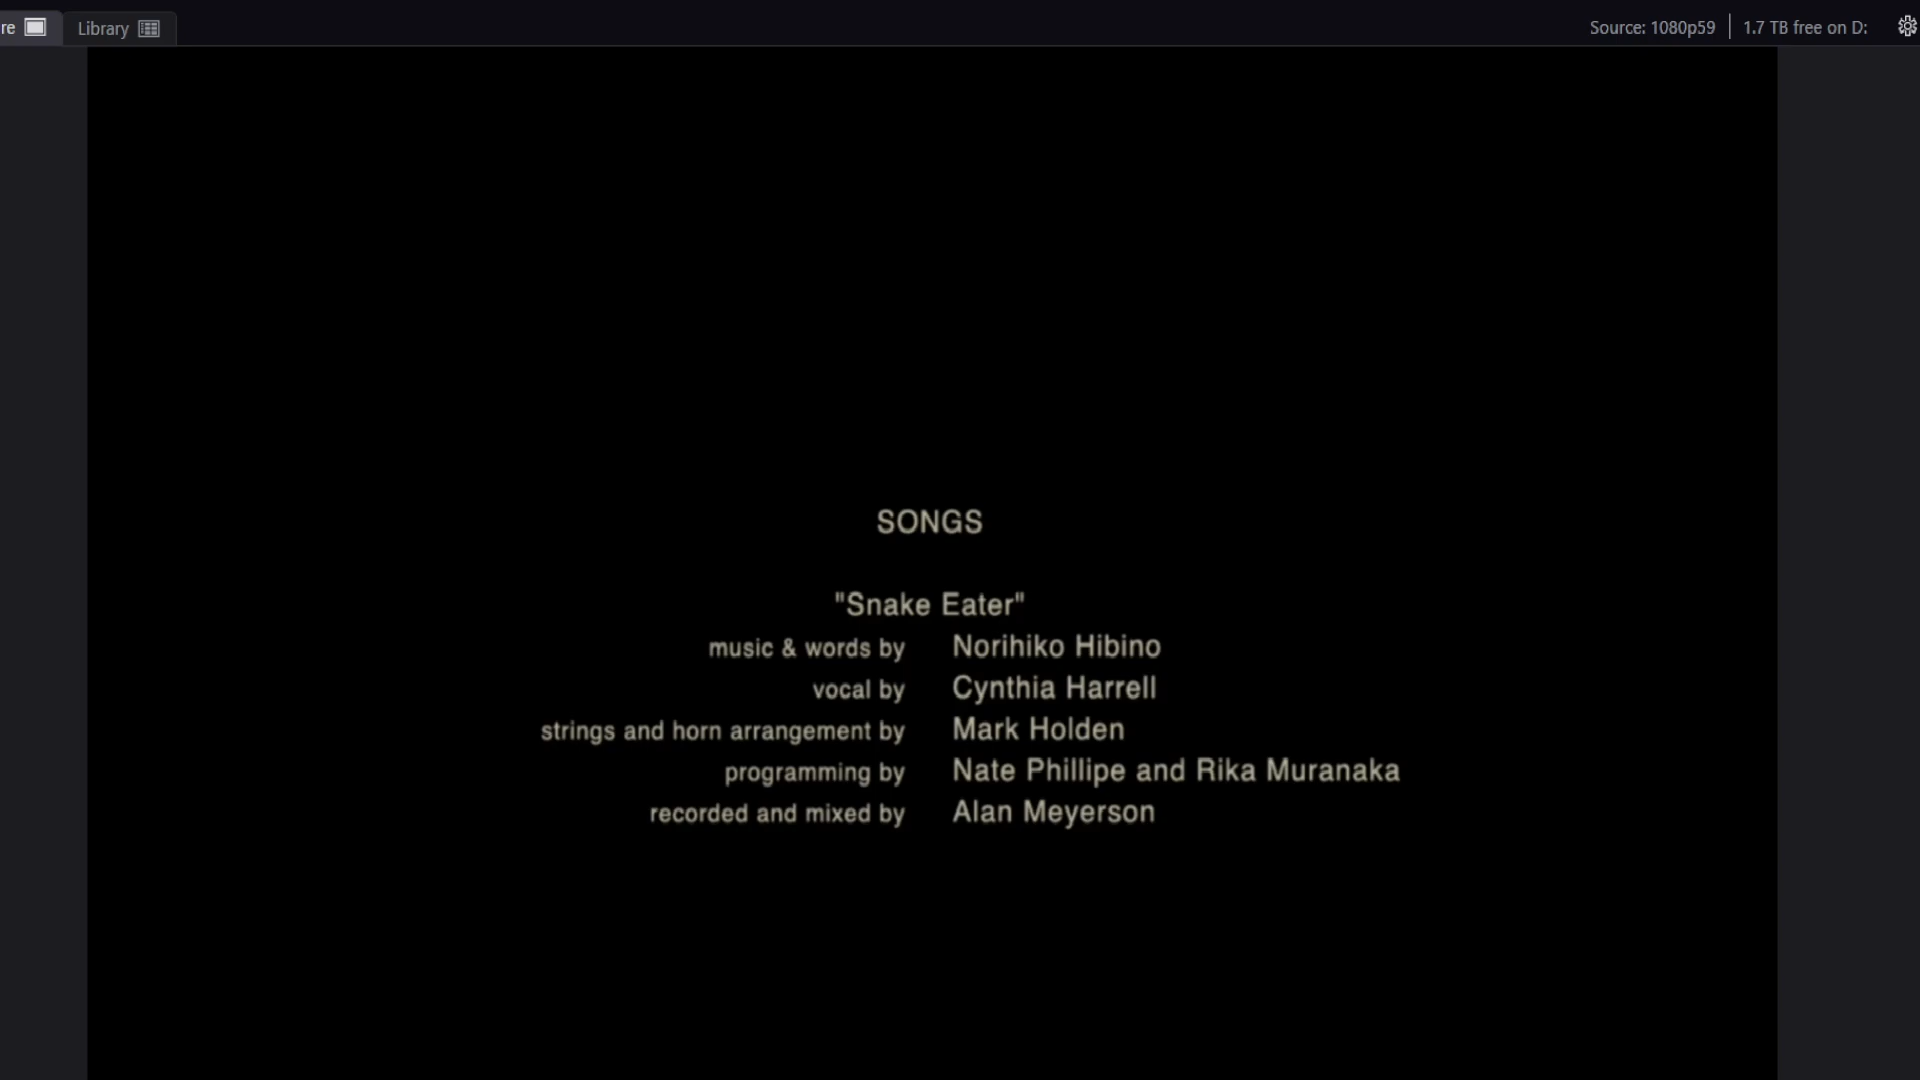 re Library Source: 1080p59 1.7 TB free on D:
SONGS
"Snake Eater"
music & words by Norihiko Hibino
vocal by Cynthia Harrell
strings and horn arrangement by Mark Holden
programming by Nate Phillipe and Rika Muranaka
recorded and mixed by Alan Meyerson